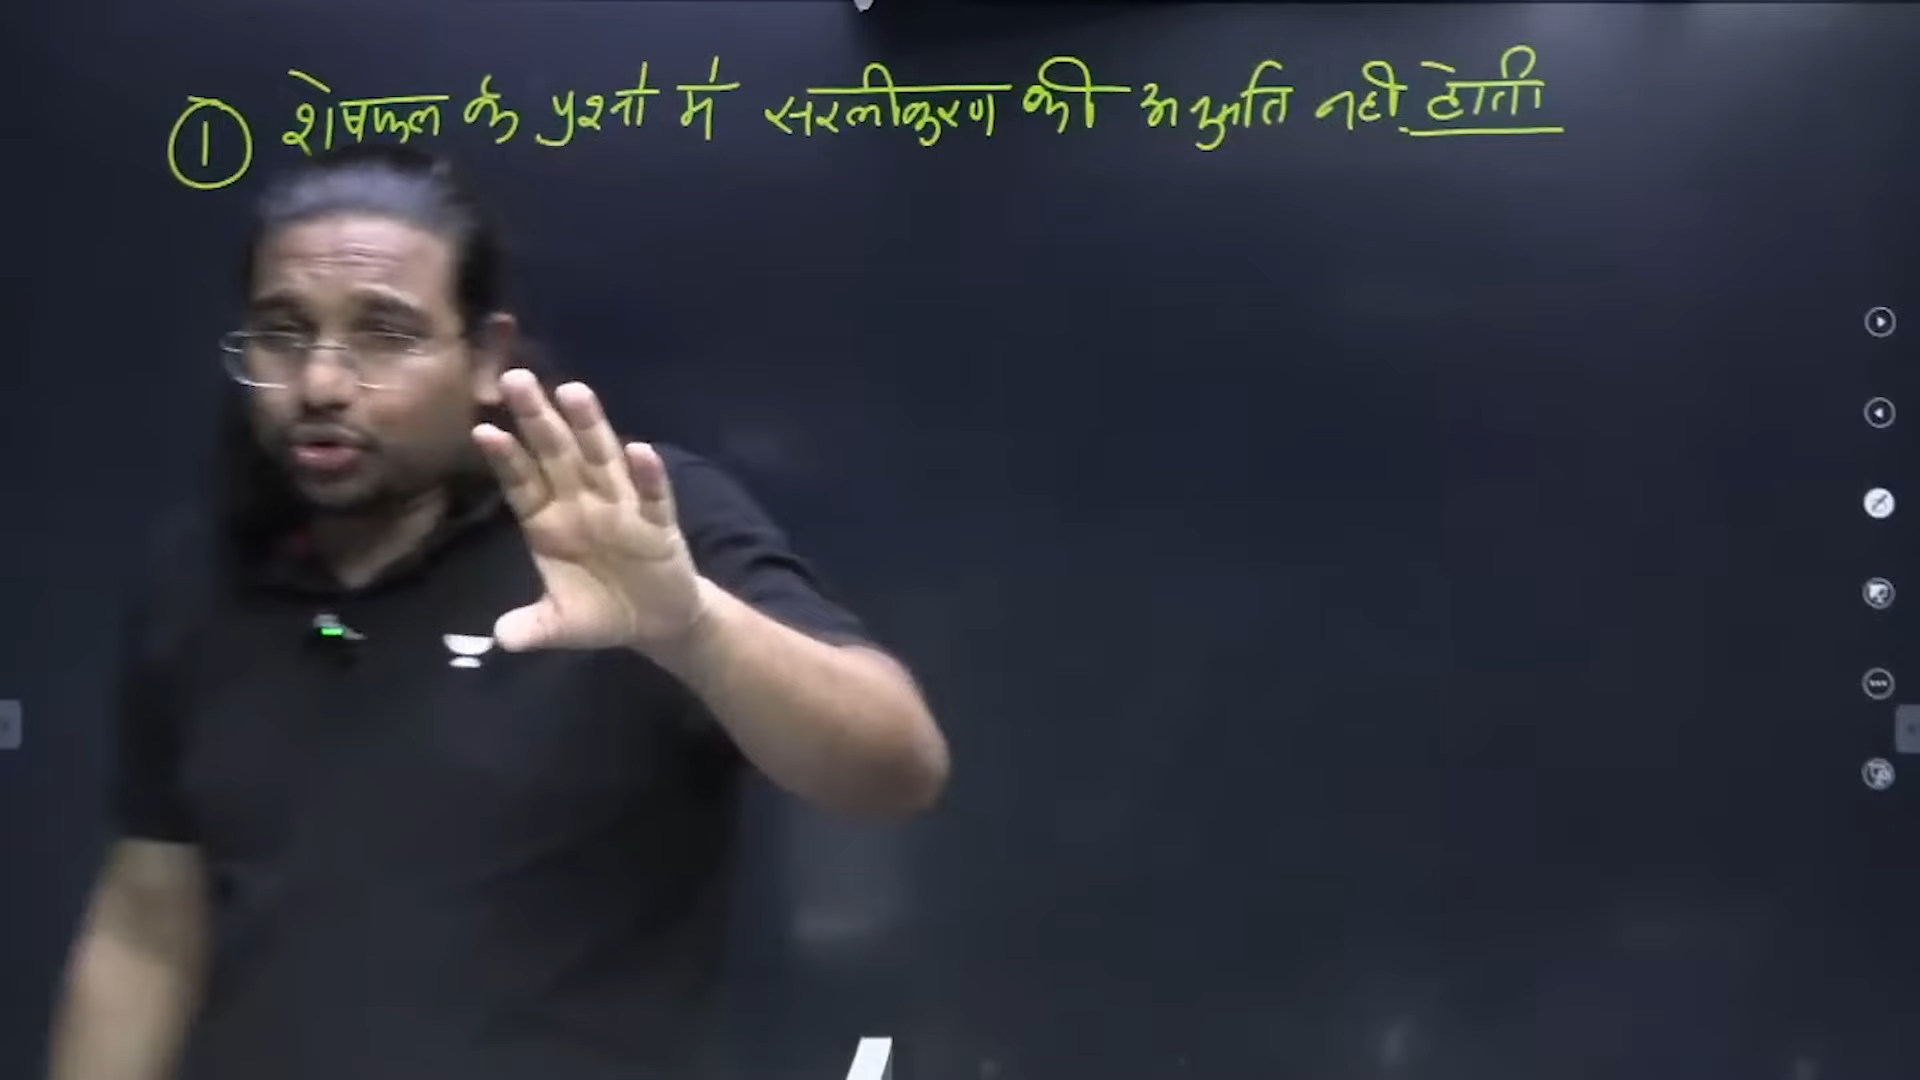 ① शेषफल के प्रश्नों में सरलीकरण की अनुमति नही होती